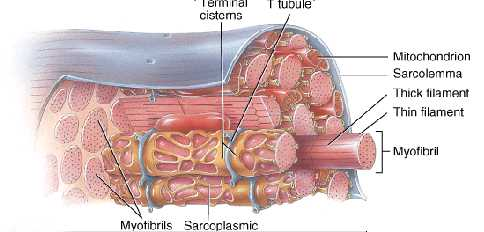 "Terminal
cisterns
T tubule"
Mitochondrion
Sarcolemma
Thick filament
Thin filament
Myofibril
Myofibrils
Sarcoplasmic